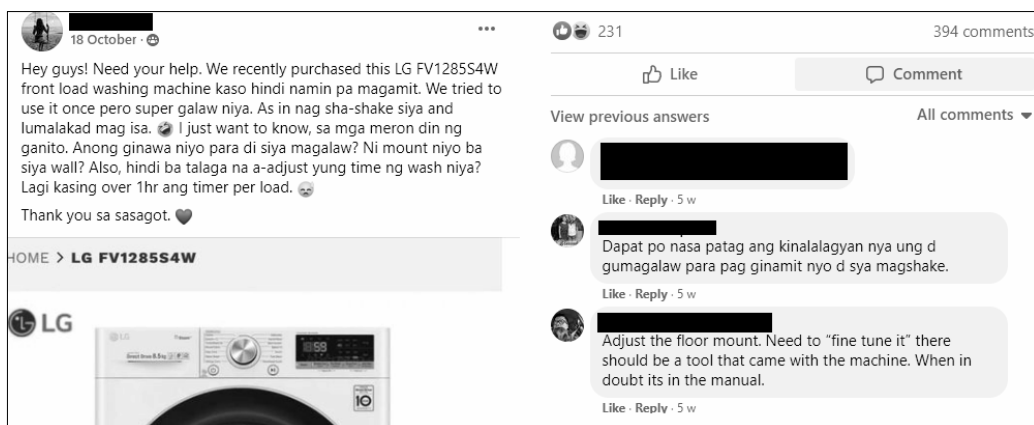 18 October ·
Hey guys! Need your help. We recently purchased this LG FV1285S4W
front load washing machine kaso hindi namin pa magamit. We tried to
use it once pero super galaw niya. As in nag sha-shake siya and
lumalakad mag isa. I just want to know, sa mga meron din ng
ganito. Anong ginawa niyo para di siya magalaw? Ni mount niyo ba
siya wall? Also, hindi ba talaga na a-adjust yung time ng wash niya?
Lagi kasing over 1hr ang timer per load.
Thank you sa sasagot.
HOME > LG FV1285S4W
LG
LG
Direct Drive 8.5kg
10
231
394 comments
Like
Comment
View previous answers
All comments
Like · Reply · 5 w
Dapat po nasa patag ang kinalalagyan nya ung d
gumagalaw para pag ginamit nyo d sya magshake.
Like · Reply · 5 w
Adjust the floor mount. Need to “fine tune it” there
should be a tool that came with the machine. When in
doubt its in the manual.
Like · Reply · 5 w